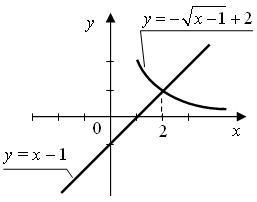 y
y = −√(x−1) + 2
0
2
x
y = x − 1